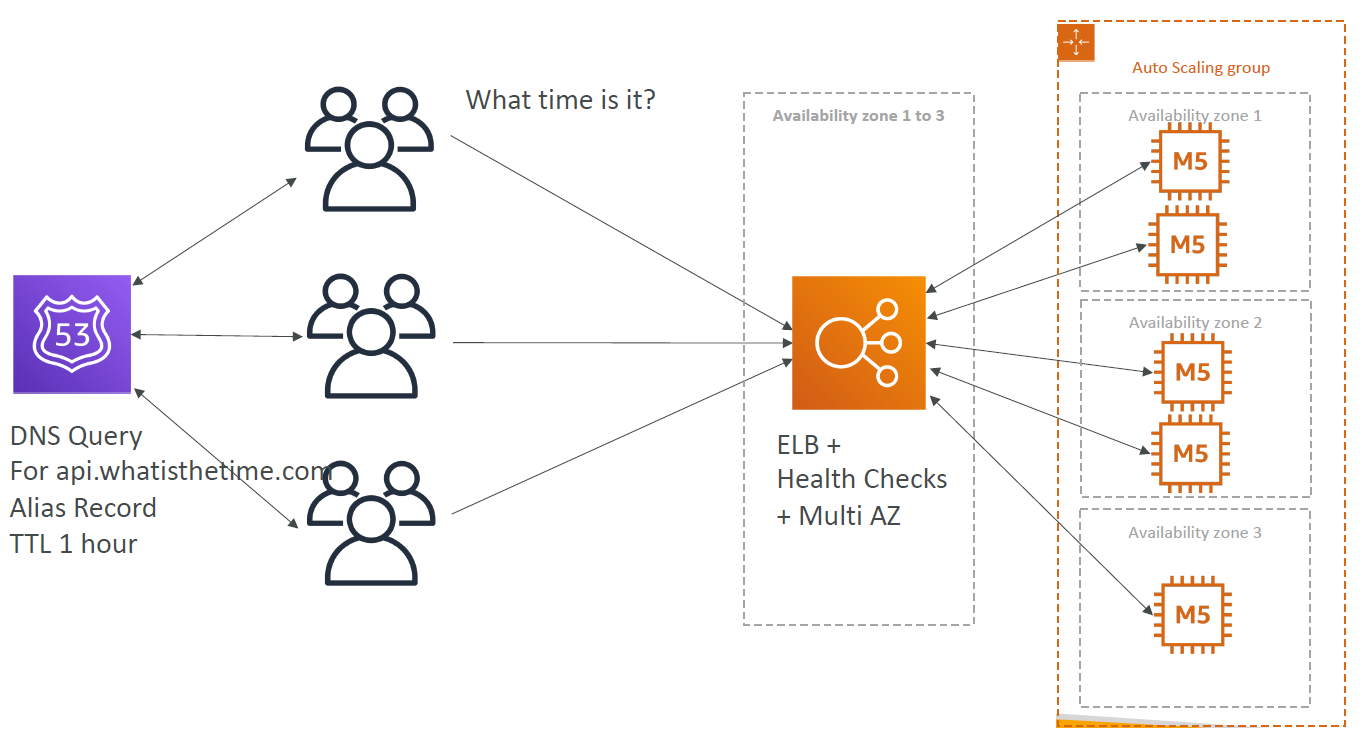 What time is it?
Availability zone 1 to 3
Auto Scaling group
Availability zone 1
M5
M5
53
DNS Query
For api.whatisthetime.com
Alias Record
TTL 1 hour
ELB +
Health Checks
+ Multi AZ
Availability zone 2
M5
M5
Availability zone 3
M5